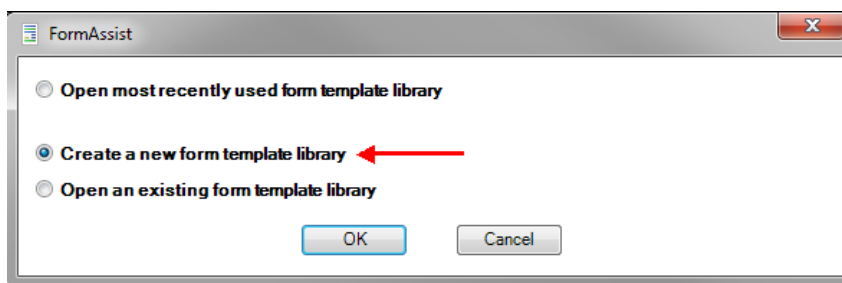 FormAssist
Open most recently used form template library
Create a new form template library
Open an existing form template library
OK Cancel